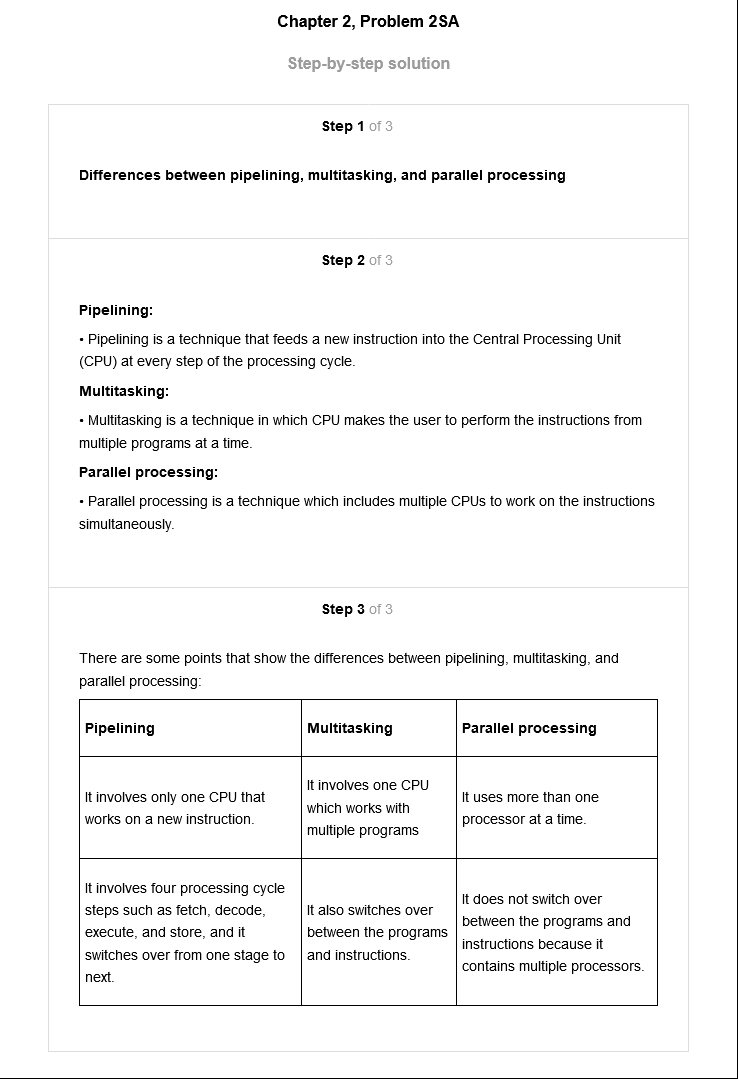 Chapter 2, Problem 2SA
Step-by-step solution
Step 1 of 3
Differences between pipelining, multitasking, and parallel processing
Step 2 of 3
Pipelining:
• Pipelining is a technique that feeds a new instruction into the Central Processing Unit
(CPU) at every step of the processing cycle.
Multitasking:
• Multitasking is a technique in which CPU makes the user to perform the instructions from
multiple programs at a time.
Parallel processing:
• Parallel processing is a technique which includes multiple CPUs to work on the instructions
simultaneously.
Step 3 of 3
There are some points that show the differences between pipelining, multitasking, and
parallel processing:
Pipelining
Multitasking
Parallel processing
It involves only one CPU that
works on a new instruction.
It involves one CPU
which works with
multiple programs
It uses more than one
processor at a time.
It involves four processing cycle
steps such as fetch, decode,
execute, and store, and it
switches over from one stage to
next.
It also switches over
between the programs
and instructions.
It does not switch over
between the programs and
instructions because it
contains multiple processors.